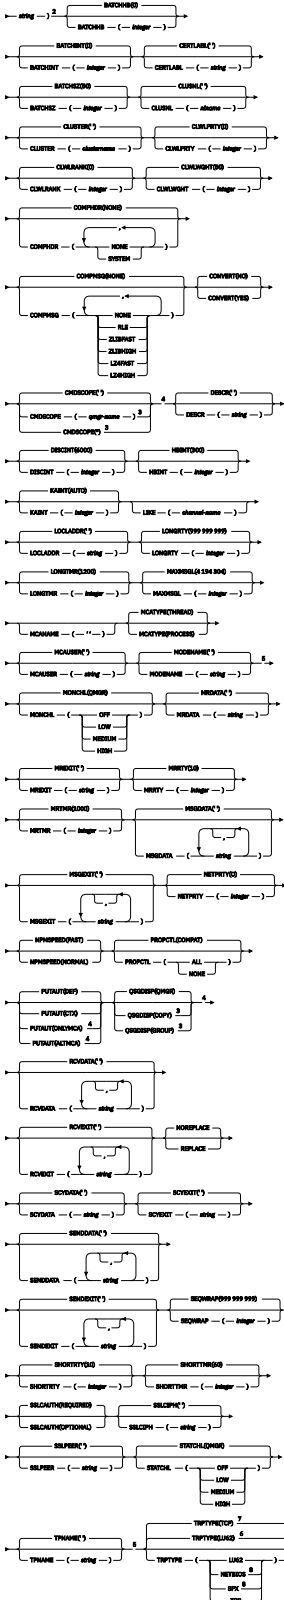 BATCHHB(0)
string ) 2 BATCHHB ( integer )
BATCHINT(0) CERTLABL(' ')
BATCHINT ( integer ) CERTLABL ( string )
BATCHSZ(50) CLUSNL(' ')
BATCHSZ ( integer ) CLUSNL ( nlname )
CLUSTER(' ') CLWLPRTY(0)
CLUSTER ( clustername ) CLWLPRTY ( integer )
CLWLRANK(0) CLWLWGHT(50)
CLWLRANK ( integer ) CLWLWGHT ( integer )
COMPHDR(NONE)
,
COMPHDR ( NONE )
SYSTEM
COMPMSG(NONE) CONVERT(NO)
, CONVERT(YES)
COMPMSG ( NONE )
RLE
ZLIBFAST
ZLIBHIGH
LZ4FAST
LZ4HIGH
CMDSCOPE(' ') 4 DESCR(' ')
CMDSCOPE ( qmgr-name ) 3 DESCR ( string )
CMDSCOPE(*) 3
DISCINT(6000) HBINT(300)
DISCINT ( integer ) HBINT ( integer )
KAINT(AUTO)
KAINT ( integer ) LIKE ( channel-name )
LOCLADDR(' ') LONGRTY(999 999 999)
LOCLADDR ( string ) LONGRTY ( integer )
LONGTMR(1200) MAXMSGL(4 194 304)
LONGTMR ( integer ) MAXMSGL ( integer )
MCATYPE(THREAD)
MCANAME ( ' ' ) MCATYPE(PROCESS)
MCAUSER(' ') MODENAME(' ') 5
MCAUSER ( string ) MODENAME ( string )
MONCHL(QMGR) MRDATA(' ')
MONCHL ( OFF ) MRDATA ( string )
LOW
MEDIUM
HIGH
MREXIT(' ') MRRTY(10)
MREXIT ( string ) MRRTY ( integer )
MRTMR(1000) MSGDATA(' ')
MRTMR ( integer ) ,
MSGDATA ( string )
MSGEXIT(' ') NETPRTY(0)
, NETPRTY ( integer )
MSGEXIT ( string )
NPMSPEED(FAST) PROPCTL(COMPAT)
NPMSPEED(NORMAL) PROPCTL ( ALL )
NONE
PUTAUT(DEF) QSGDISP(QMGR) 4
PUTAUT(CTX) QSGDISP(COPY) 3
PUTAUT(ONLYMCA) 4 QSGDISP(GROUP) 3
PUTAUT(ALTMCA) 4
RCVDATA(' ')
,
RCVDATA ( string )
RCVEXIT(' ') NOREPLACE
, REPLACE
RCVEXIT ( string )
SCYDATA(' ') SCYEXIT(' ')
SCYDATA ( string ) SCYEXIT ( string )
SENDDATA(' ')
,
SENDDATA ( string )
SENDEXIT(' ') SEQWRAP(999 999 999)
, SEQWRAP ( integer )
SENDEXIT ( string )
SHORTRTY(10) SHORTTMR(60)
SHORTRTY ( integer ) SHORTTMR ( integer )
SSLCAUTH(REQUIRED) SSLCIPH(' ')
SSLCAUTH(OPTIONAL) SSLCIPH ( string )
SSLPEER(' ') STATCHL(QMGR)
SSLPEER ( string ) STATCHL ( OFF )
LOW
MEDIUM
HIGH
TRPTYPE(TCP) 7
TPNAME(' ') 5 TRPTYPE(LU62) 6
TPNAME ( string ) TRPTYPE ( LU62
NETBIOS 8
SPX 8